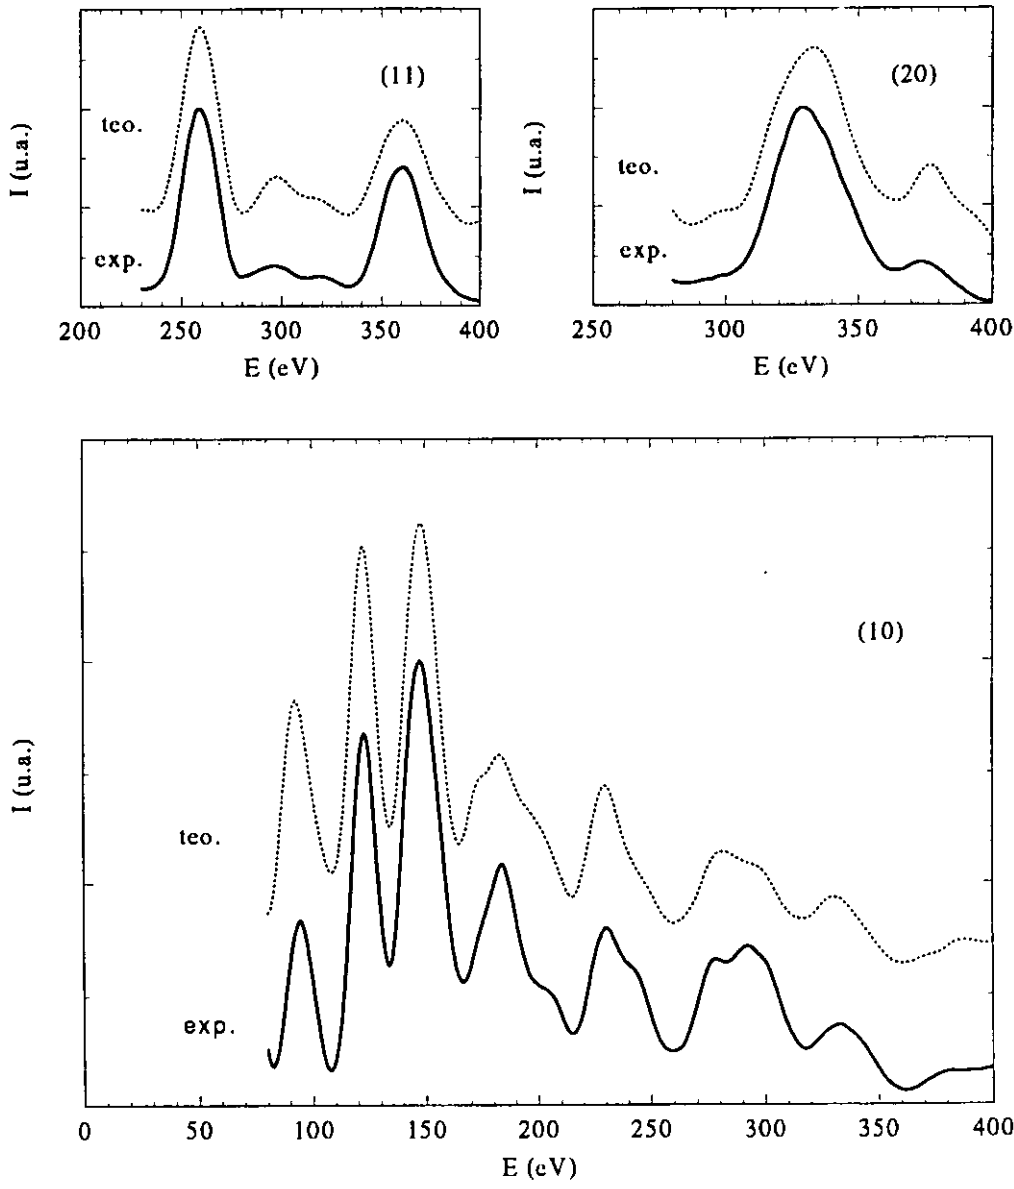 (11)
I (u.a.)
teo.
exp.
200 250 300 350 400
E (eV)
(20)
I (u.a.)
teo.
exp.
250 300 350 400
E (eV)
(10)
I (u.a.)
teo.
exp.
0 50 100 150 200 250 300 350 400
E (eV)